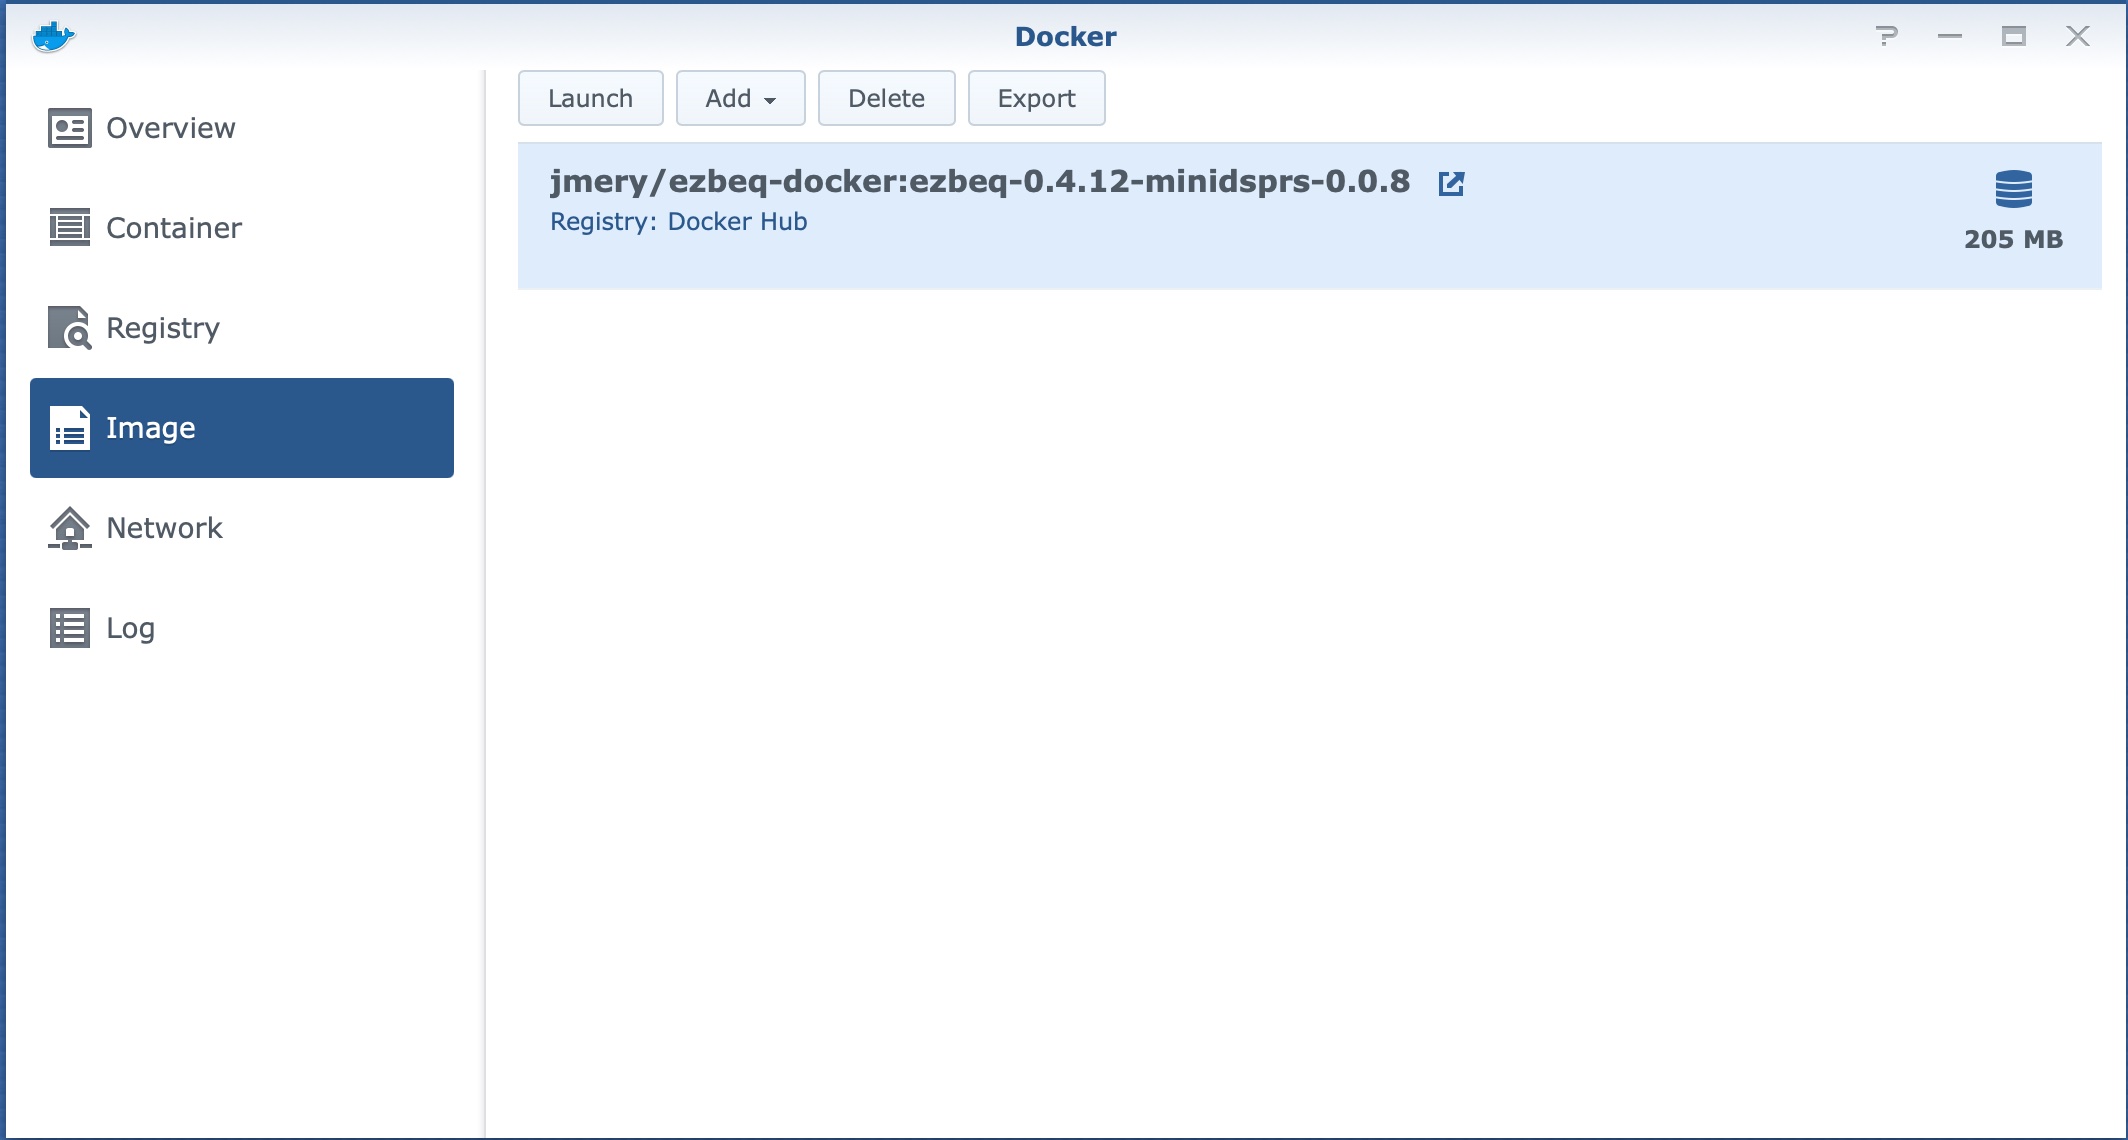 Docker
Overview
Container
Registry
Image
Network
Log
Launch
Add
Delete
Export
jmery/ezbeq-docker:ezbeq-0.4.12-minidsprs-0.0.8
Registry: Docker Hub
205 MB